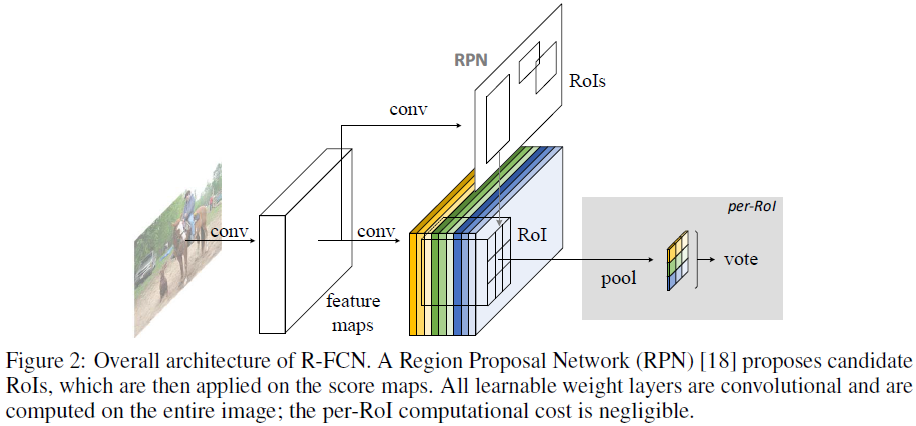 RPN
RoIs
conv
per-RoI
conv
conv
RoI
vote
pool
feature
maps
Figure 2: Overall architecture of R-FCN. A Region Proposal Network (RPN) [18] proposes candidate
RoIs, which are then applied on the score maps. All learnable weight layers are convolutional and are
computed on the entire image; the per-RoI computational cost is negligible.